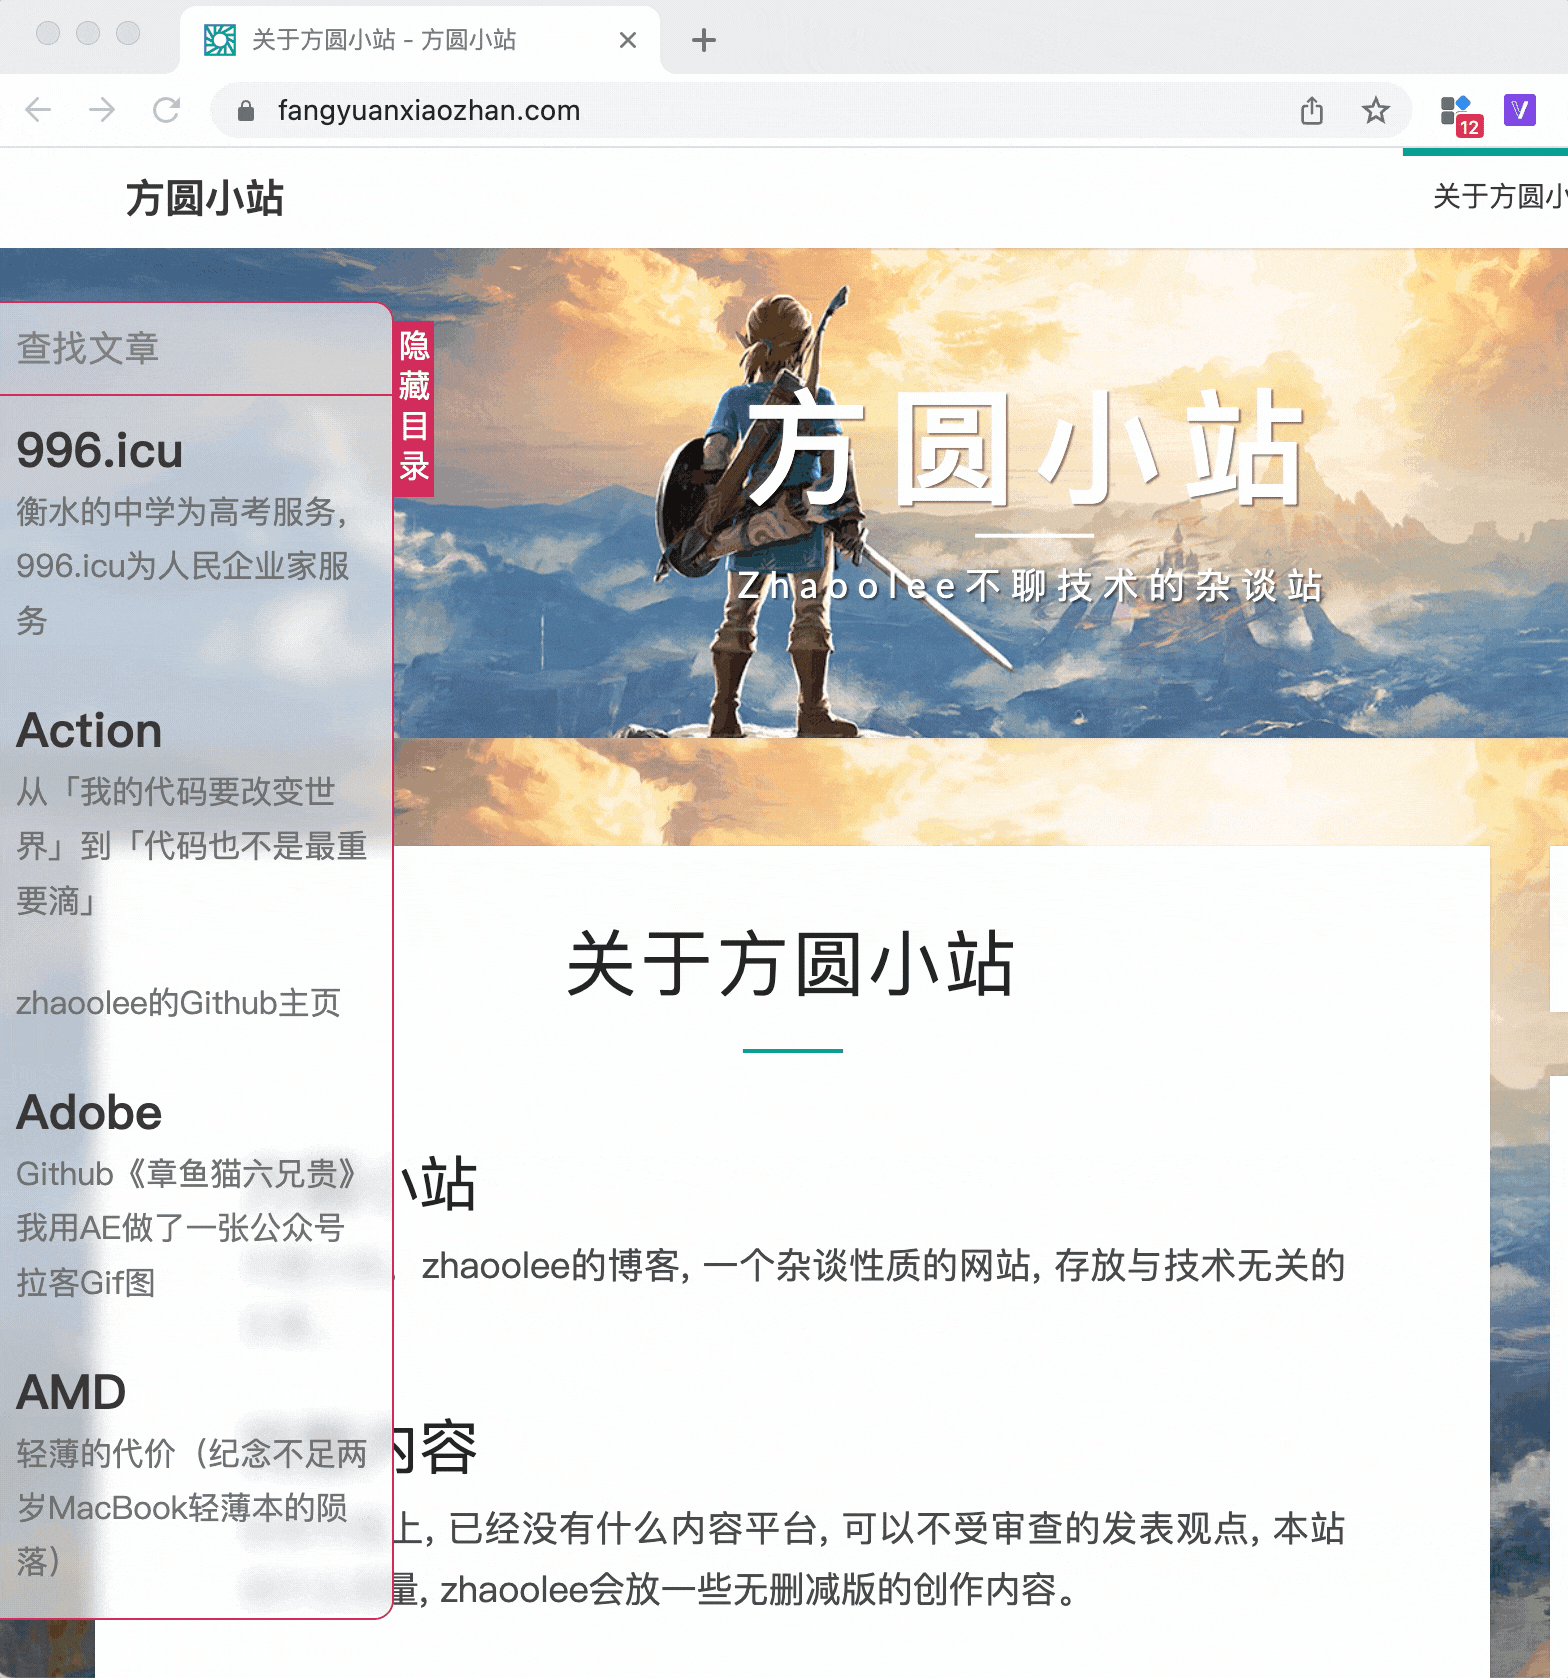 关于方圆小站 - 方圆小站
fangyuanxiaozhan.com
12
方圆小站
关于方圆小
查找文章
隐藏目录
996.icu
衡水的中学为高考服务，
996.icu为人民企业家服
务
Action
从「我的代码要改变世
界」到「代码也不是最重
要滴」
zhaoolee的Github主页
Adobe
Github《章鱼猫六兄贵》
我用AE做了一张公众号
拉客Gif图
AMD
轻薄的代价（纪念不足两
岁MacBook轻薄本的陨
落）
方圆小站
Zhaoolee不聊技术的杂谈站
关于方圆小站
小站
zhaoolee的博客, 一个杂谈性质的网站, 存放与技术无关的
内容
上, 已经没有什么内容平台, 可以不受审查的发表观点, 本站
量, zhaoolee会放一些无删减版的创作内容。